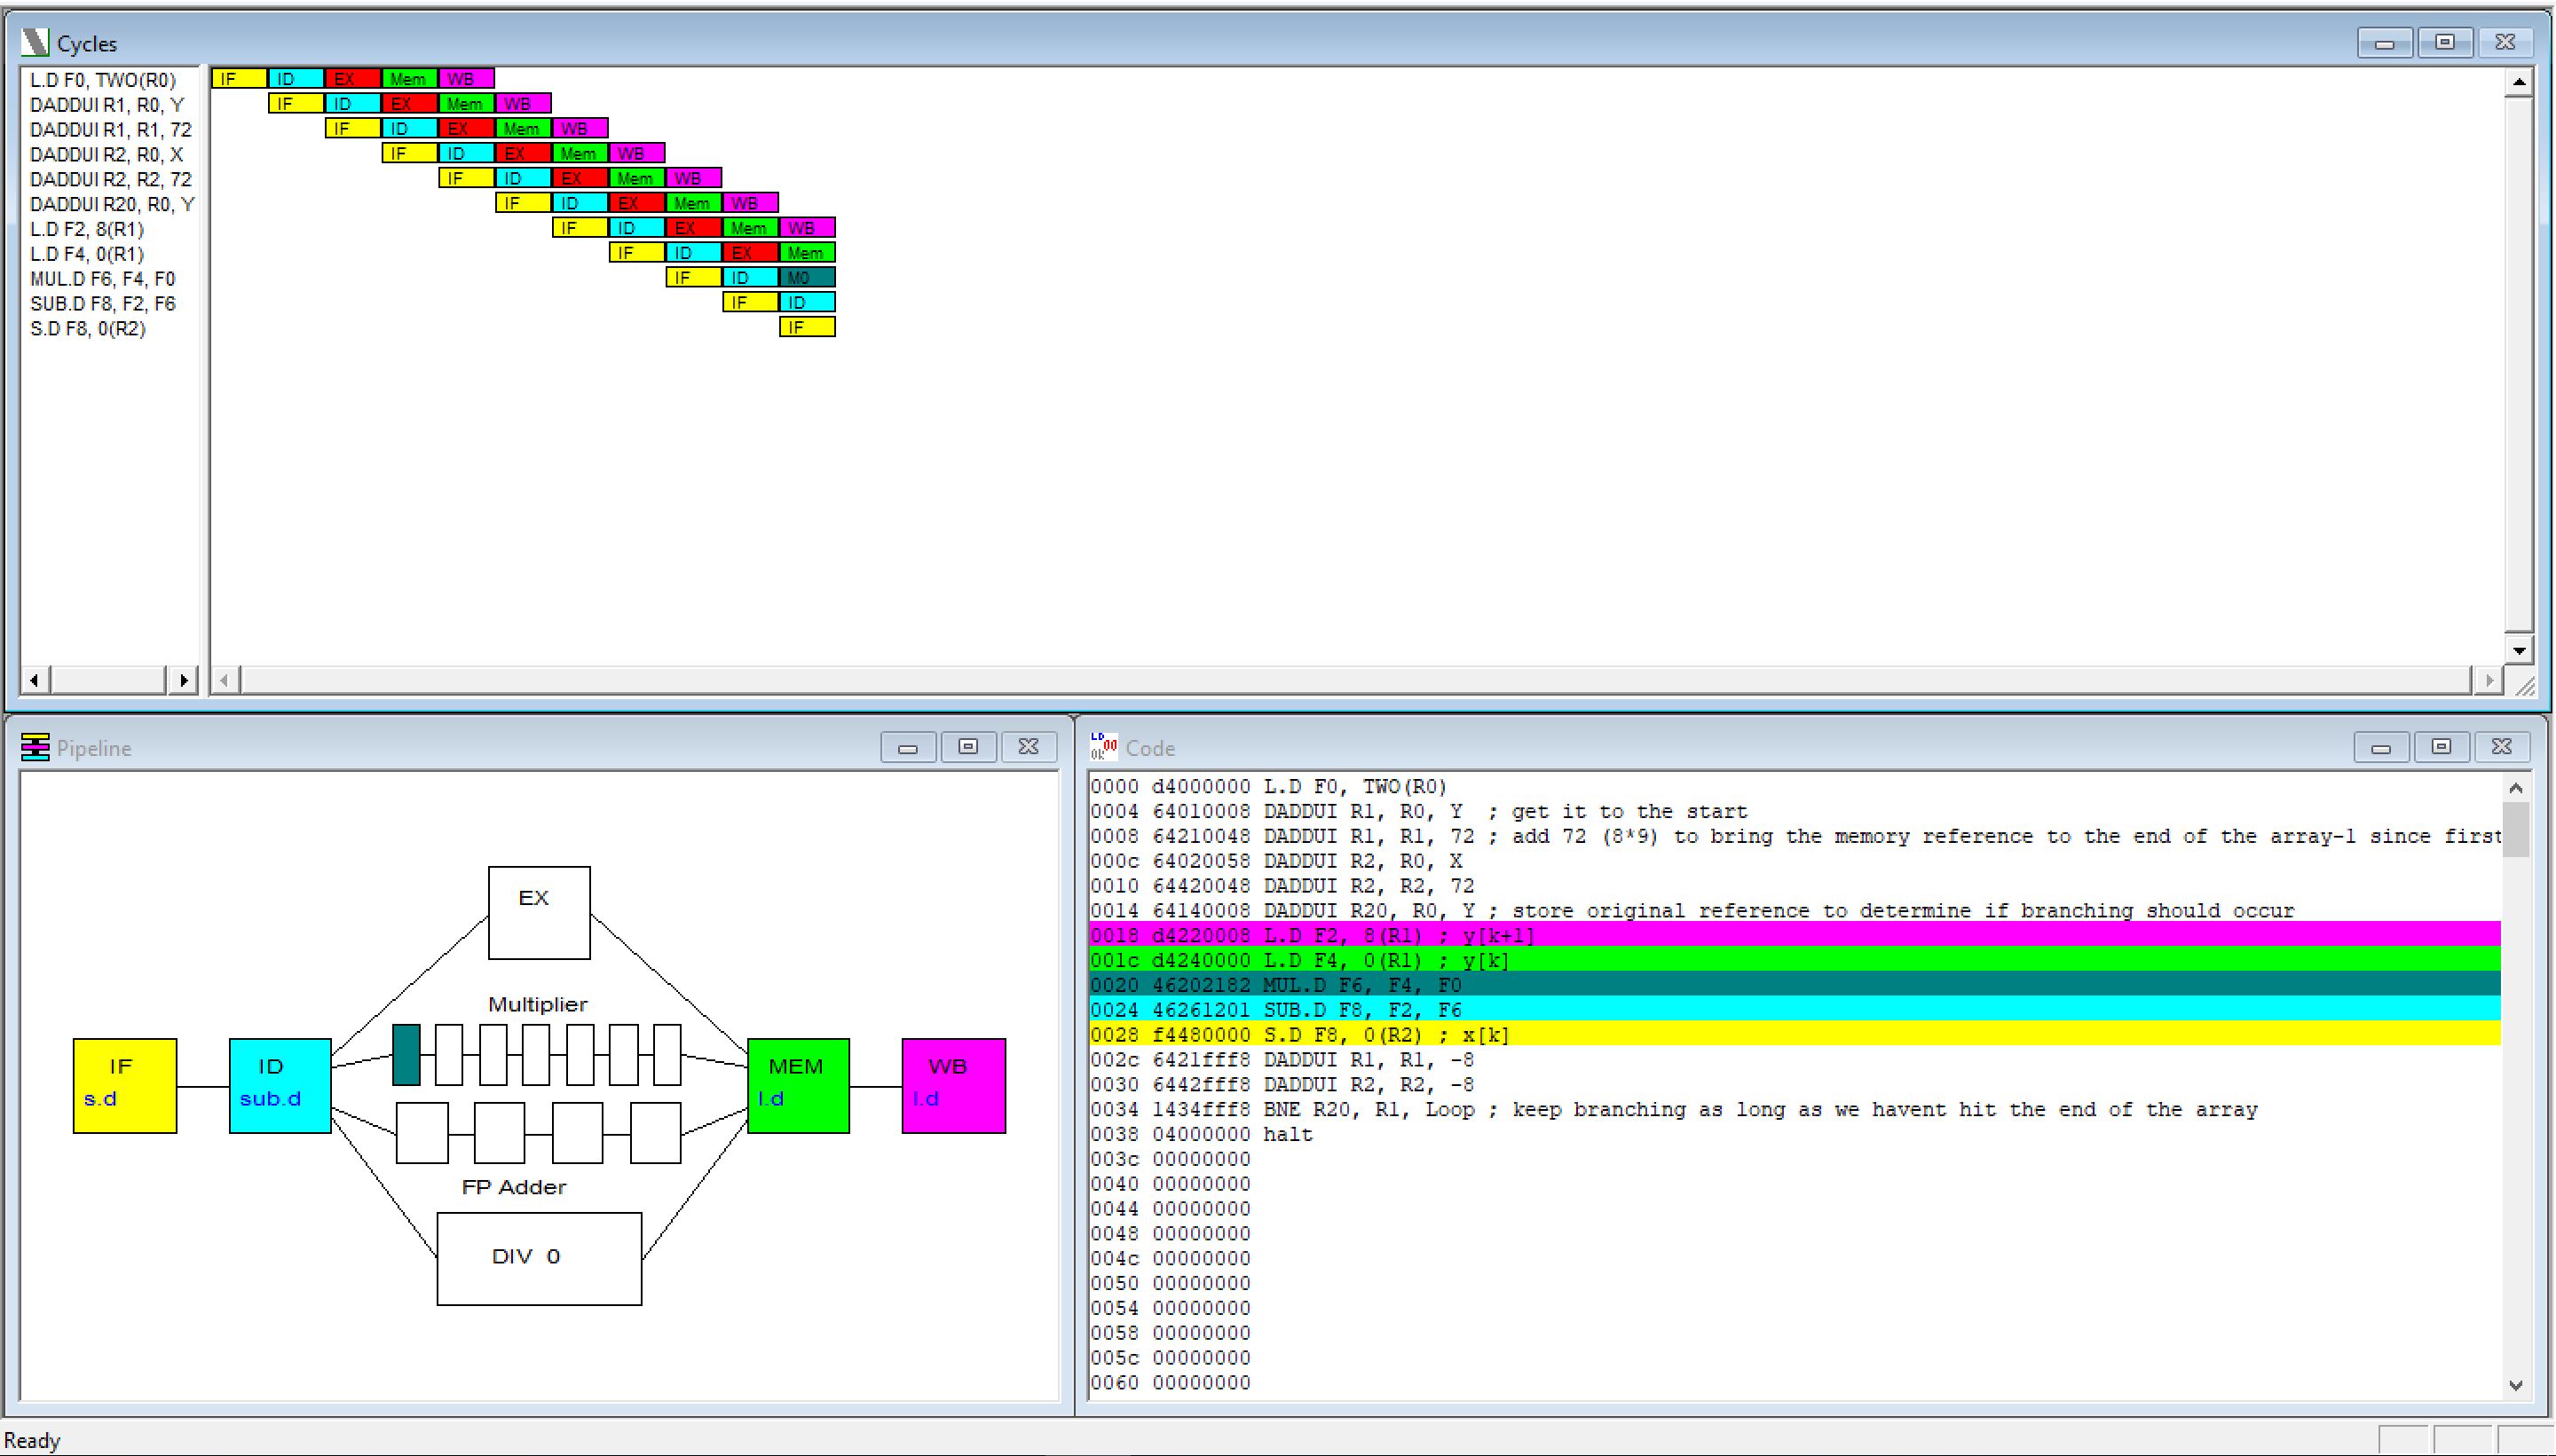 Cycles
L.D F0, TWO(R0)
DADDUI R1, R0, Y
DADDUI R1, R1, 72
DADDUI R2, R0, X
DADDUI R2, R2, 72
DADDUI R20, R0, Y
L.D F2, 8(R1)
L.D F4, 0(R1)
MUL.D F6, F4, F0
SUB.D F8, F2, F6
S.D F8, 0(R2)
IF ID EX Mem WB
IF ID EX Mem WB
IF ID EX Mem WB
IF ID EX Mem WB
IF ID EX Mem WB
IF ID EX Mem WB
IF ID EX Mem WB
IF ID EX Mem
IF ID M0
IF ID
IF
Pipeline
EX
Multiplier
IF
s.d
ID
sub.d
MEM
l.d
WB
l.d
FP Adder
DIV 0
Code
0000 d4000000 L.D F0, TWO(R0)
0004 64010008 DADDUI R1, R0, Y ; get it to the start
0008 64210048 DADDUI R1, R1, 72 ; add 72 (8*9) to bring the memory reference to the end of the array-1 since first
000c 64020058 DADDUI R2, R0, X
0010 64420048 DADDUI R2, R2, 72
0014 64140008 DADDUI R20, R0, Y ; store original reference to determine if branching should occur
0018 d4220008 L.D F2, 8(R1) ; y[k+1]
001c d4240000 L.D F4, 0(R1) ; y[k]
0020 46202182 MUL.D F6, F4, F0
0024 46261201 SUB.D F8, F2, F6
0028 f4480000 S.D F8, 0(R2) ; x[k]
002c 6421fff8 DADDUI R1, R1, -8
0030 6442fff8 DADDUI R2, R2, -8
0034 1434fff8 BNE R20, R1, Loop ; keep branching as long as we havent hit the end of the array
0038 04000000 halt
003c 00000000
0040 00000000
0044 00000000
0048 00000000
004c 00000000
0050 00000000
0054 00000000
0058 00000000
005c 00000000
0060 00000000
Ready